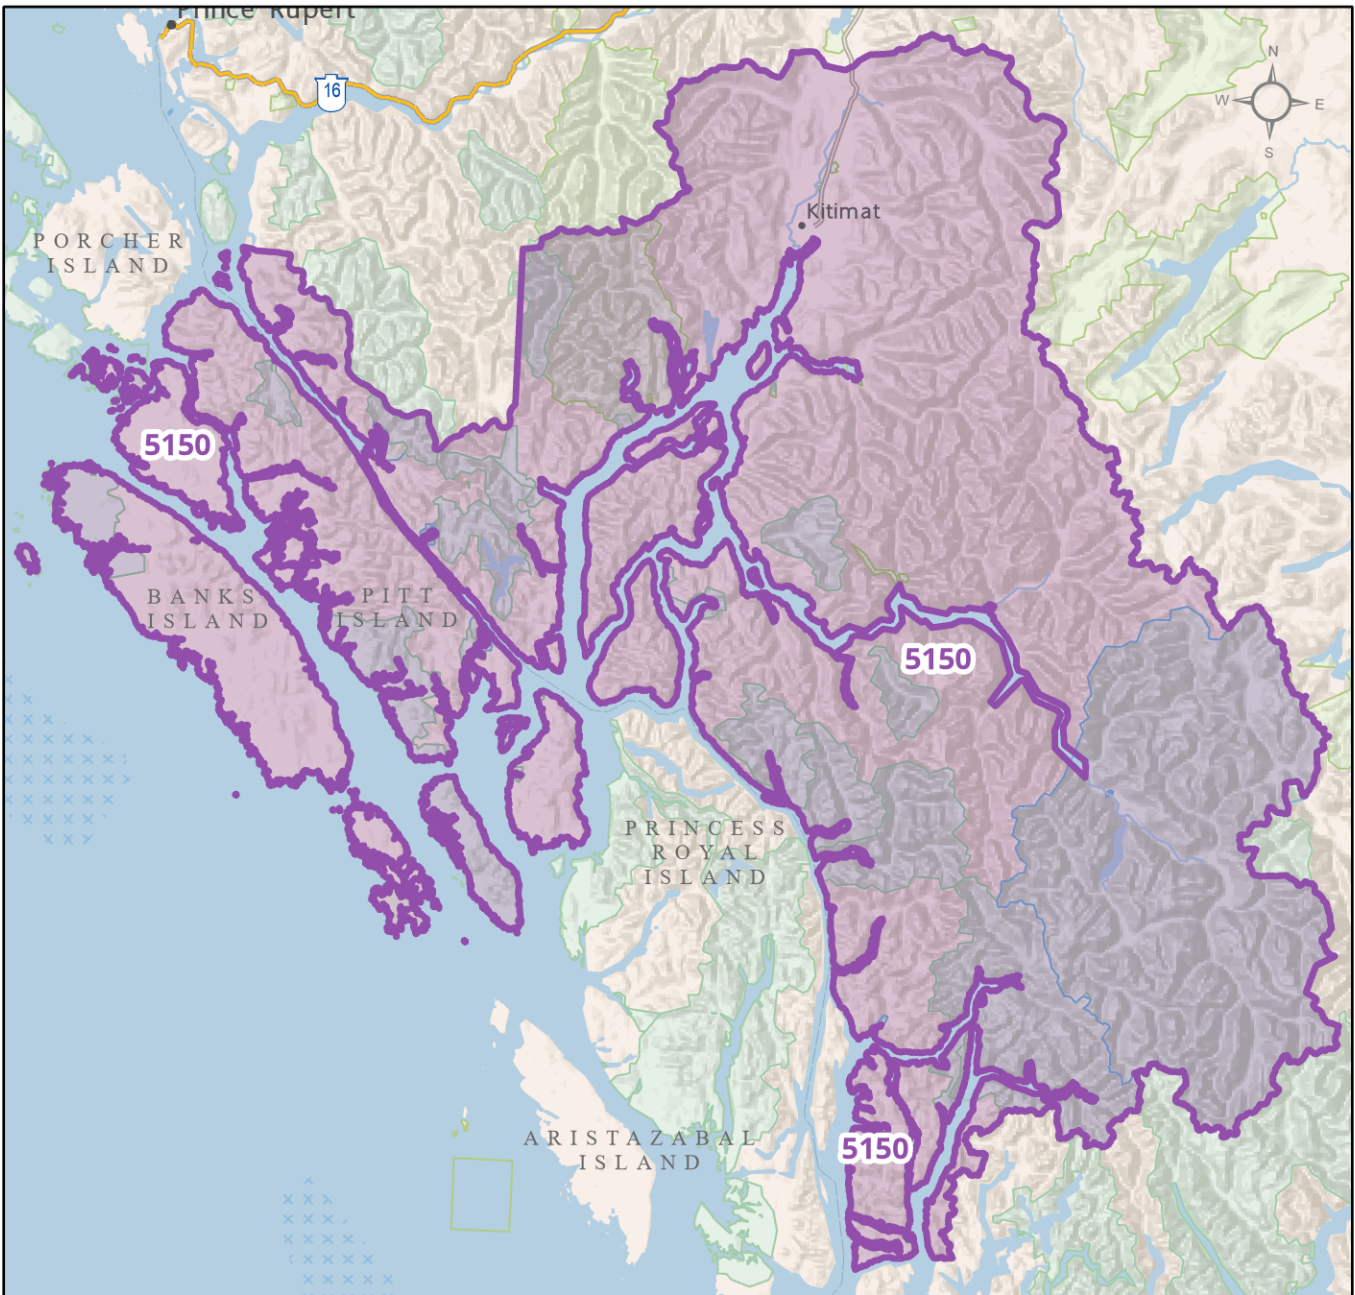 Prince Rupert
16
N
W E
S
Kitimat
PORCHER
ISLAND
5150
BANKS
ISLAND
PITT
ISLAND
5150
PRINCESS
ROYAL
ISLAND
ARISTAZABAL
ISLAND
5150